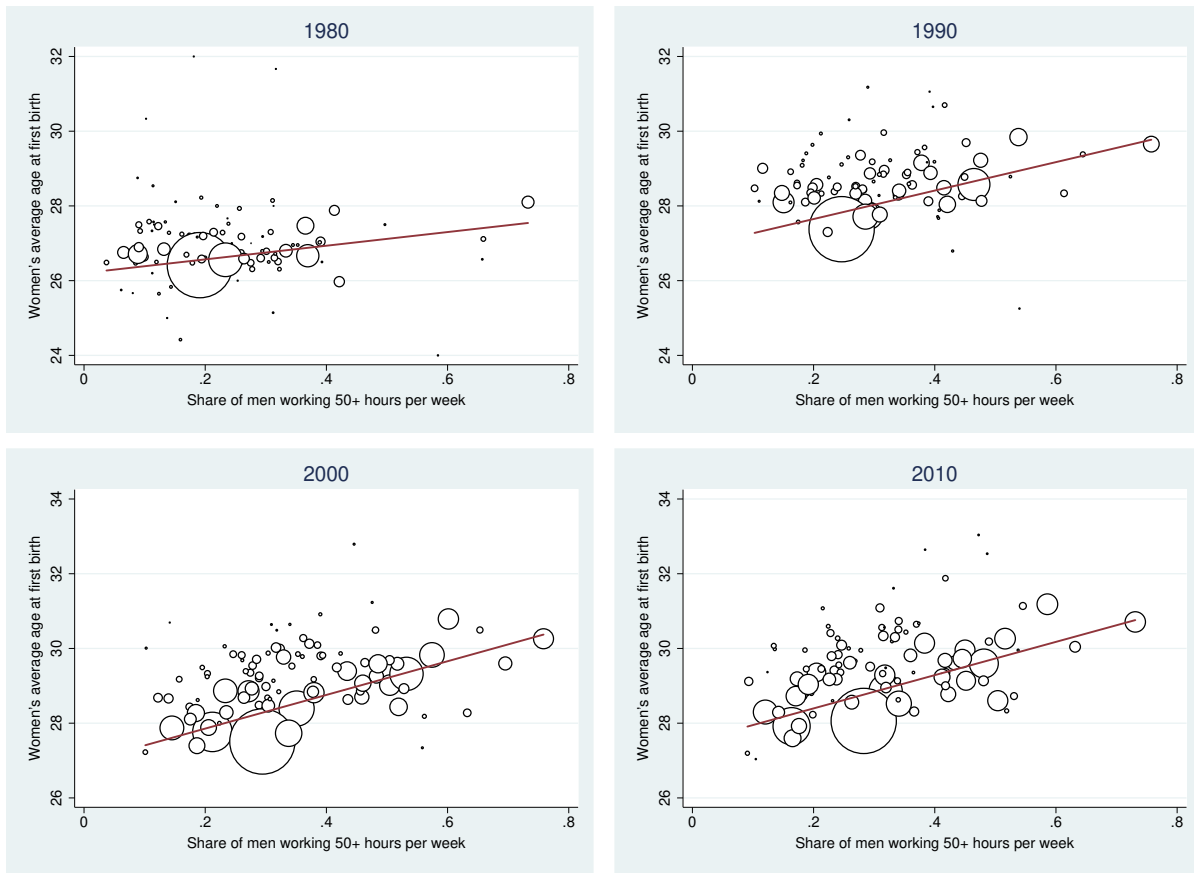 1980
Women's average age at first birth
32
30
28
26
24
0 .2 .4 .6 .8
Share of men working 50+ hours per week
1990
Women's average age at first birth
32
30
28
26
24
0 .2 .4 .6 .8
Share of men working 50+ hours per week
2000
Women's average age at first birth
34
32
30
28
26
0 .2 .4 .6 .8
Share of men working 50+ hours per week
2010
Women's average age at first birth
34
32
30
28
26
0 .2 .4 .6 .8
Share of men working 50+ hours per week